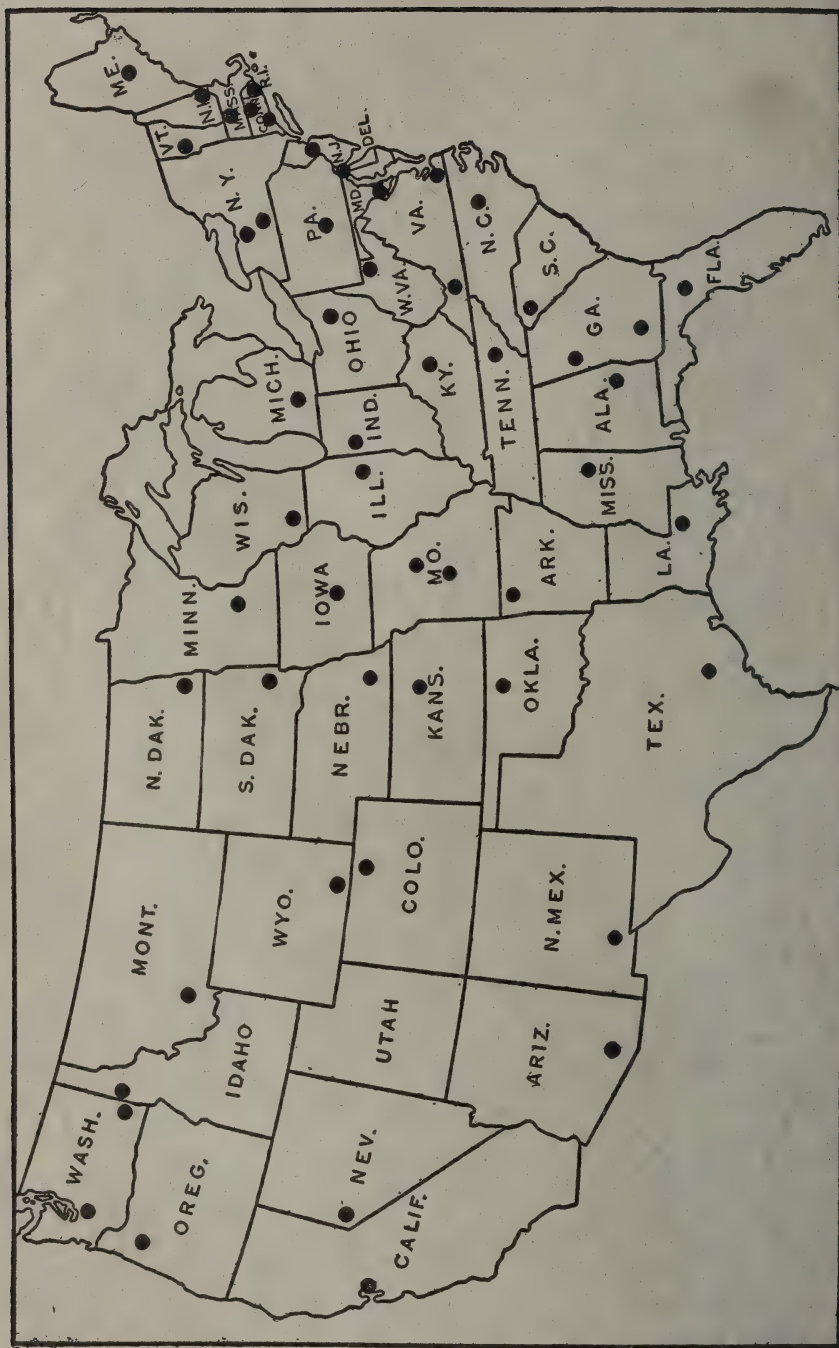 WASH.
OREG.
CALIF.
NEV.
IDAHO
UTAH
ARIZ.
MONT.
WYO.
COLO.
N.MEX.
N. DAK.
S. DAK.
NEBR.
KANS.
OKLA.
TEX.
MINN.
IOWA
MO.
ARK.
LA.
WIS.
ILL.
MISS.
MICH.
IND.
OHIO
KY.
TENN.
ALA.
GA.
FLA.
S.C.
N.C.
VA.
W.VA.
MD.
DEL.
N.J.
PA.
N.Y.
VT.
N.H.
ME.
MASS.
CONN.
R.I.